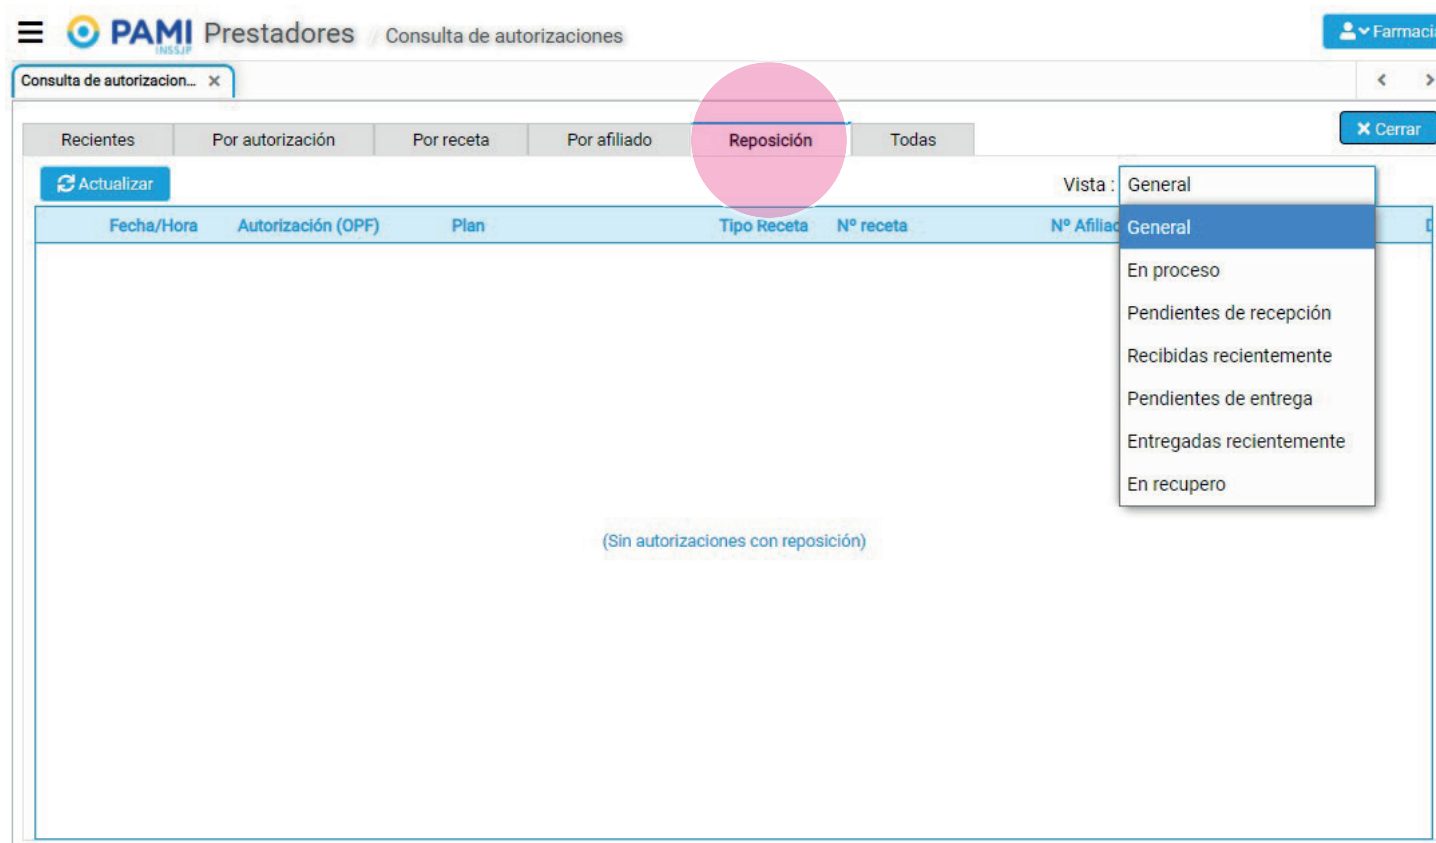 PAMI Prestadores / Consulta de autorizaciones
INSSJP
Farmacia
Consulta de autorizacion... ×
Cerrar
Recientes Por autorización Por receta Por afiliado Reposición Todas
Actualizar
Vista : General
Fecha/Hora Autorización (OPF) Plan Tipo Receta Nº receta Nº Afiliad
General
En proceso
Pendientes de recepción
Recibidas recientemente
Pendientes de entrega
Entregadas recientemente
En recupero
(Sin autorizaciones con reposición)